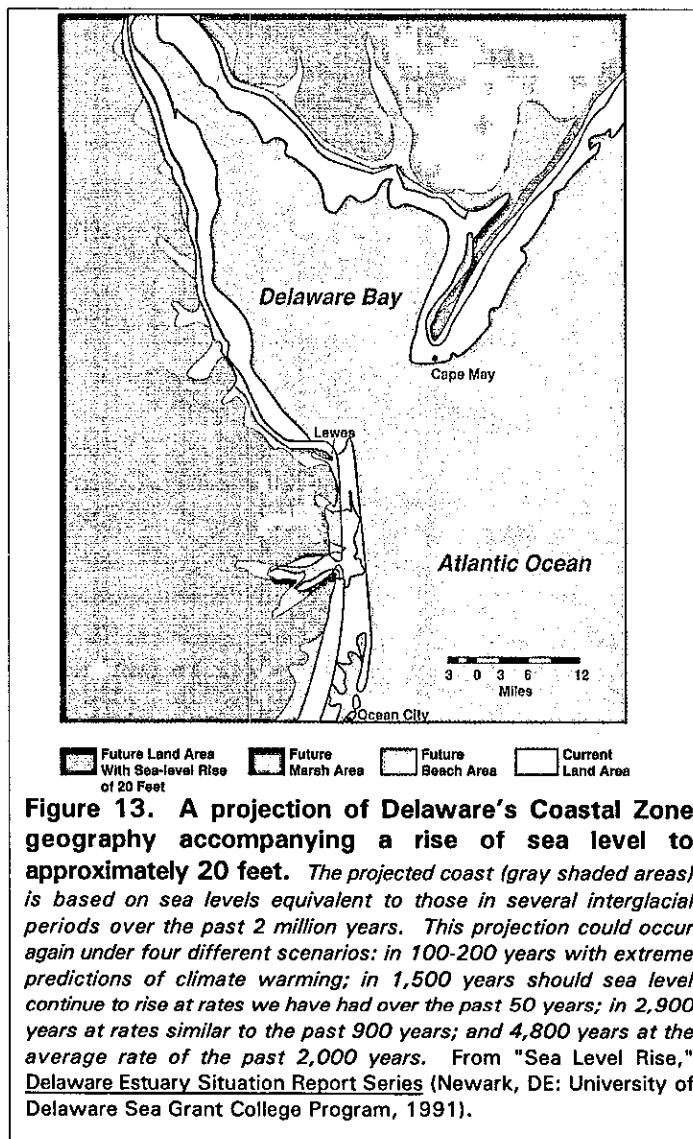 Delaware Bay
Cape May
Lewes
Atlantic Ocean
3 0 3 6 12
Miles
Ocean City
Future Land Area
With Sea-level Rise
of 20 Feet
Future
Marsh Area
Future
Beach Area
Current
Land Area
Figure 13. A projection of Delaware's Coastal Zone
geography accompanying a rise of sea level to
approximately 20 feet. The projected coast (gray shaded areas)
is based on sea levels equivalent to those in several interglacial
periods over the past 2 million years. This projection could occur
again under four different scenarios: in 100-200 years with extreme
predictions of climate warming; in 1,500 years should sea level
continue to rise at rates we have had over the past 50 years; in 2,900
years at rates similar to the past 900 years; and 4,800 years at the
average rate of the past 2,000 years. From "Sea Level Rise,"
Delaware Estuary Situation Report Series (Newark, DE: University of
Delaware Sea Grant College Program, 1991).